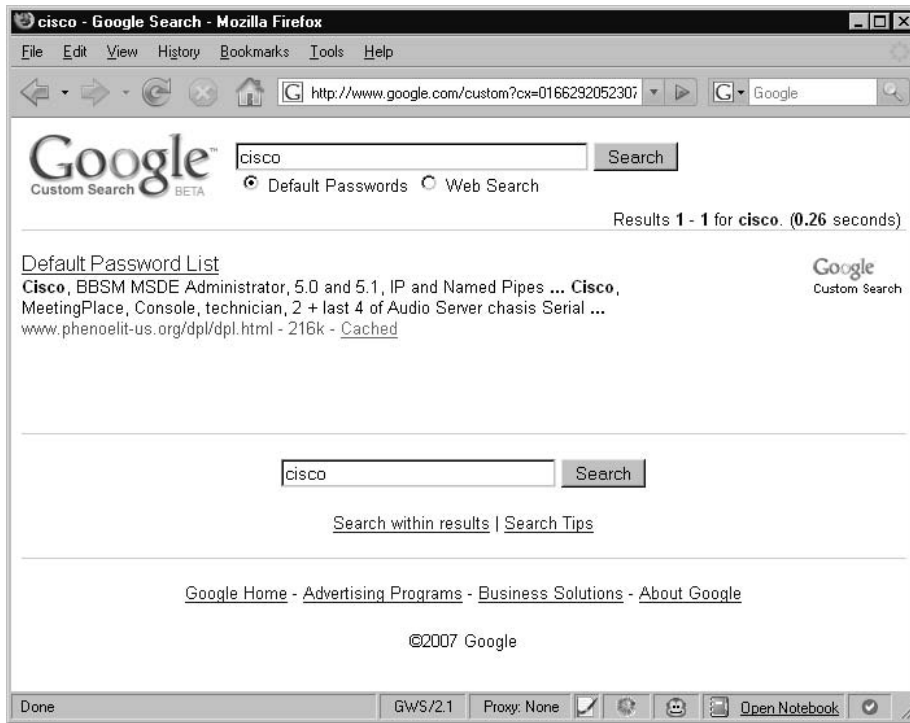 cisco - Google Search - Mozilla Firefox
File Edit View History Bookmarks Tools Help
G http://www.google.com/custom?cx=0166292052307 G Google
Google™
Custom Search BETA
cisco Search
Default Passwords Web Search
Results 1 - 1 for cisco. (0.26 seconds)
Default Password List
Cisco, BBSM MSDE Administrator, 5.0 and 5.1, IP and Named Pipes ... Cisco,
MeetingPlace, Console, technician, 2 + last 4 of Audio Server chasis Serial ...
www.phenoelit-us.org/dpl/dpl.html - 216k - Cached
Google
Custom Search
cisco Search
Search within results | Search Tips
Google Home - Advertising Programs - Business Solutions - About Google
©2007 Google
Done GWS/2.1 Proxy: None Open Notebook